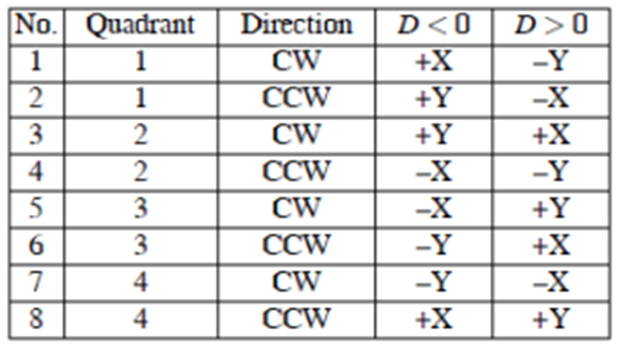 No. Quadrant Direction D < 0 D > 0
1 1 CW +X –Y
2 1 CCW +Y –X
3 2 CW +Y +X
4 2 CCW –X –Y
5 3 CW –X +Y
6 3 CCW –Y +X
7 4 CW –Y –X
8 4 CCW +X +Y